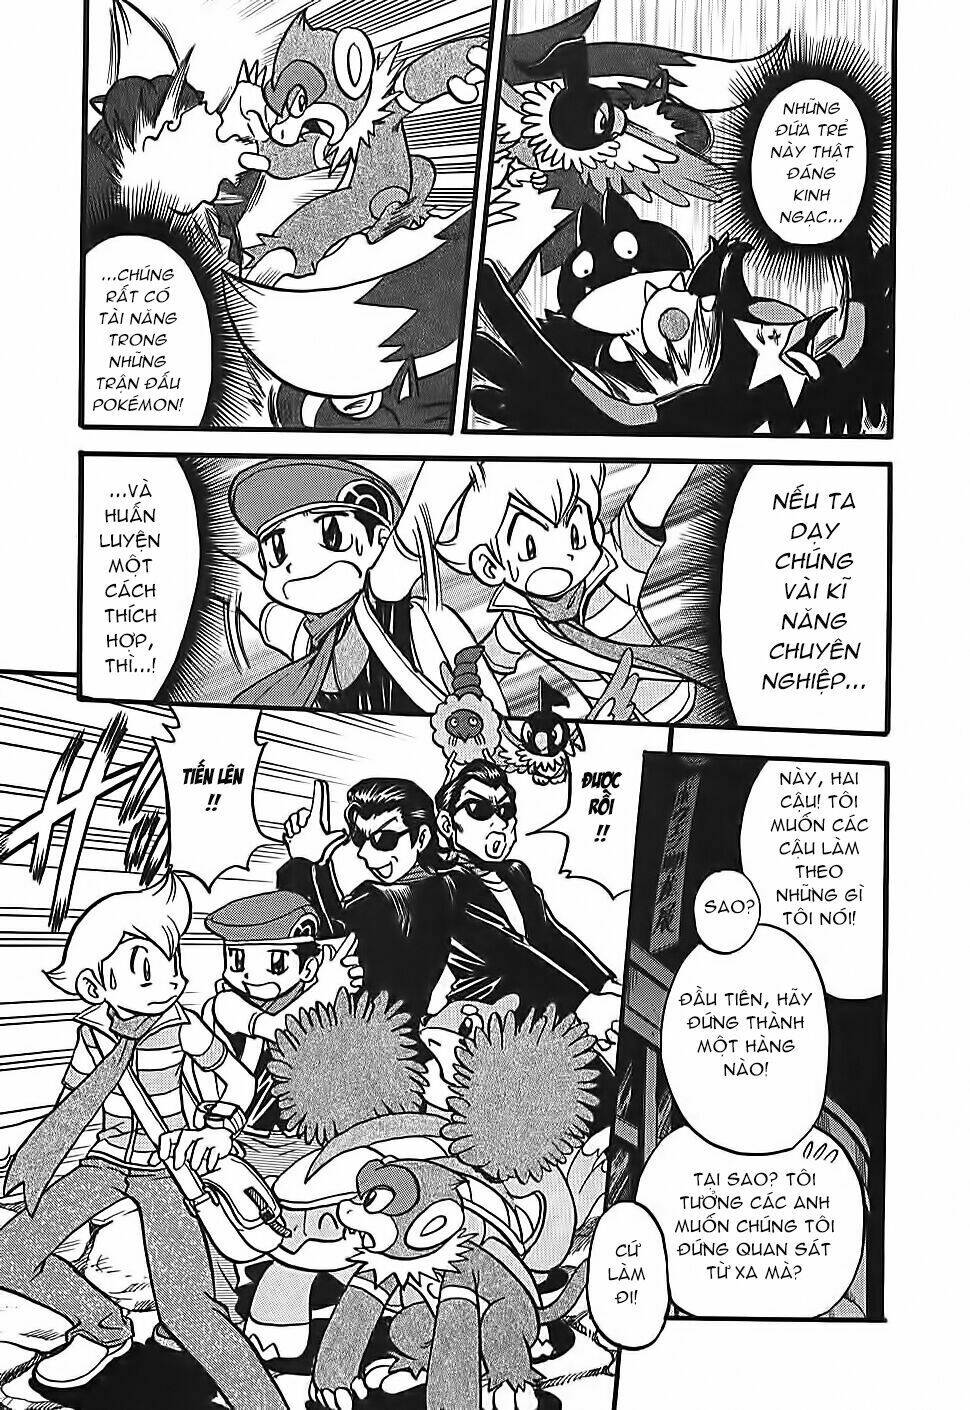 NHỮNG
ĐỨA TRẺ
NÀY THẬT
ĐÁNG
KINH
NGẠC...
...CHÚNG
RẤT CÓ
TÀI NĂNG
TRONG
NHỮNG
TRẬN ĐẤU
POKÉMON!
NẾU TA
DẠY
CHÚNG
VÀI KĨ
NĂNG
CHUYÊN
NGHIỆP...
...VÀ
HUẤN
LUYỆN
MỘT
CÁCH
THÍCH
HỢP,
THÌ...!
NÀY, HAI
CẬU! TÔI
MUỐN CÁC
CẬU LÀM
THEO
NHỮNG GÌ
TÔI NÓI!
SAO?
ĐẦU TIÊN, HÃY
ĐỨNG THÀNH
MỘT HÀNG
NÀO!
TẠI SAO? TÔI
TƯỞNG CÁC ANH
MUỐN CHÚNG TÔI
ĐỨNG QUAN SÁT
TỪ XA MÀ?
CỨ
LÀM
ĐI!
ĐƯỢC
RỒI
!!
TIẾN LÊN
!!